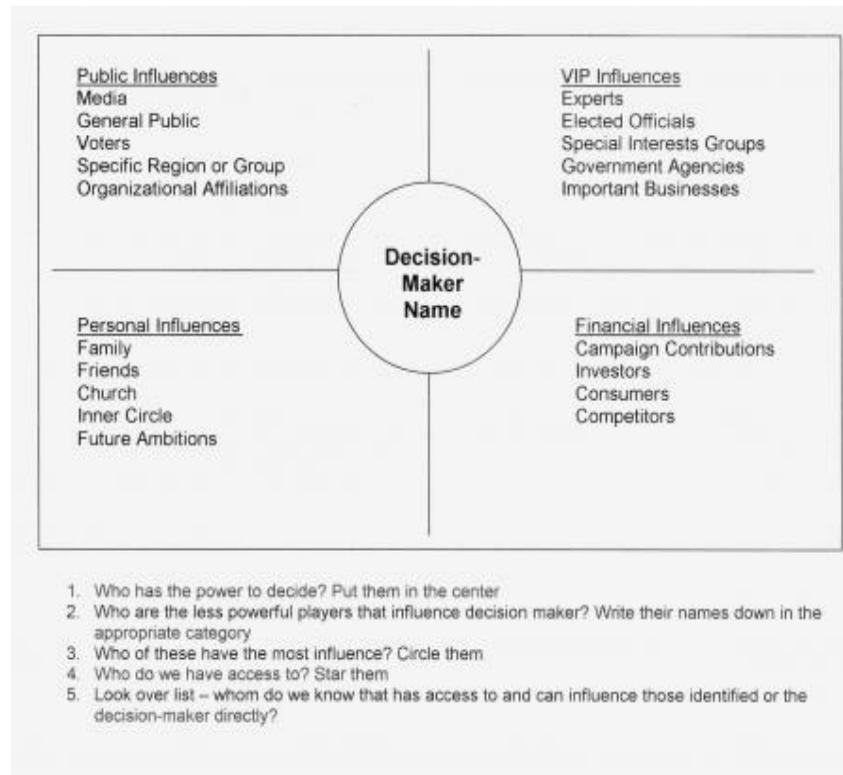 Public Influences
Media
General Public
Voters
Specific Region or Group
Organizational Affiliations
VIP Influences
Experts
Elected Officials
Special Interests Groups
Government Agencies
Important Businesses
Decision-
Maker
Name
Personal Influences
Family
Friends
Church
Inner Circle
Future Ambitions
Financial Influences
Campaign Contributions
Investors
Consumers
Competitors
1. Who has the power to decide? Put them in the center
2. Who are the less powerful players that influence decision maker? Write their names down in the
appropriate category
3. Who of these have the most influence? Circle them
4. Who do we have access to? Star them
5. Look over list – whom do we know that has access to and can influence those identified or the
decision-maker directly?